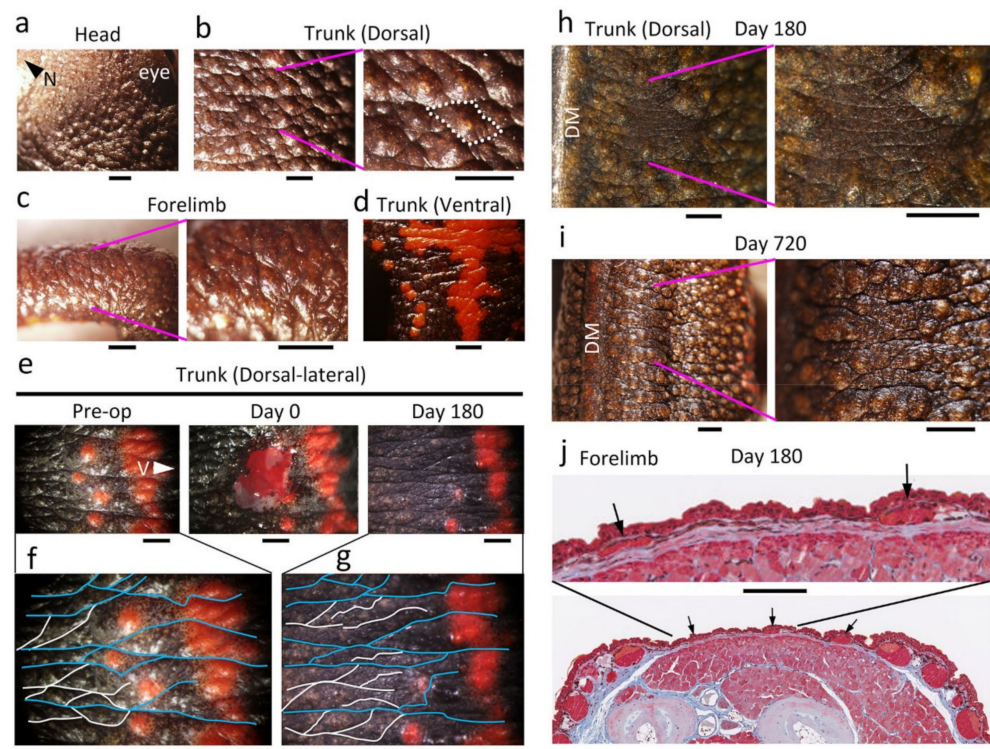 a
Head
N
eye
b
Trunk (Dorsal)
c
Forelimb
d
Trunk (Ventral)
e
Trunk (Dorsal-lateral)
Pre-op
Day 0
Day 180
V
f
g
h
Trunk (Dorsal) Day 180
DM
i
Day 720
DM
j
Forelimb Day 180